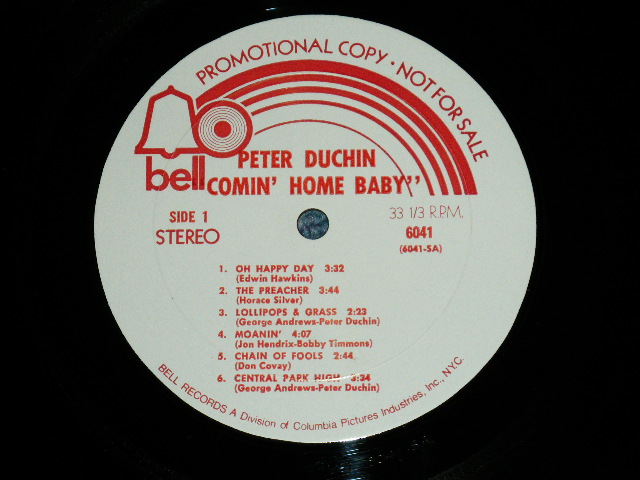 PROMOTIONAL COPY · NOT FOR SALE
bell
PETER DUCHIN
COMIN' HOME BABY"
SIDE 1
STEREO
33 1/3 R.P.M.
6041
(6041-SA)
1. OH HAPPY DAY 3:32
(Edwin Hawkins)
2. THE PREACHER 3:44
(Horace Silver)
3. LOLLIPOPS & GRASS 2:23
(George Andrews-Peter Duchin)
4. MOANIN' 4:07
(Jon Hendrix-Bobby Timmons)
5. CHAIN OF FOOLS 2:44
(Don Covay)
6. CENTRAL PARK HIGH 3:34
(George Andrews-Peter Duchin)
BELL RECORDS A Division of Columbia Pictures Industries, Inc., N.Y.C.